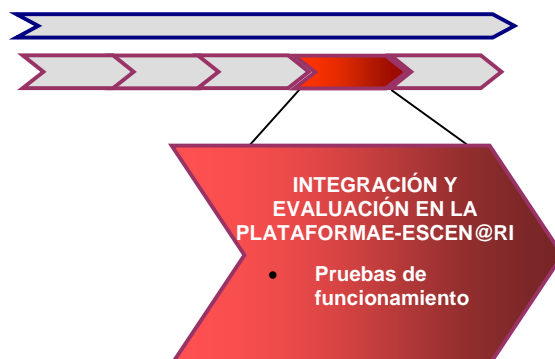 INTEGRACIÓN Y
EVALUACIÓN EN LA
PLATAFORMAE-ESCEN@RI
• Pruebas de
funcionamiento